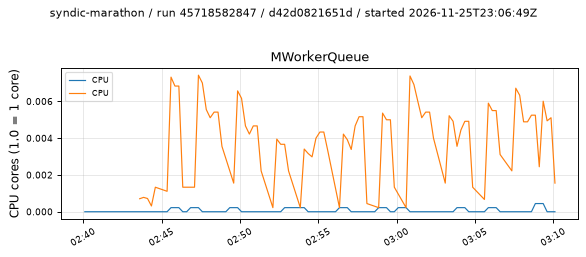 syndic-marathon / run 45718582847 / d42d0821651d / started 2026-11-25T23:06:49Z
MWorkerQueue
CPU
CPU
CPU cores (1.0 = 1 core)
0.006
0.004
0.002
0.000
02:40
02:45
02:50
02:55
03:00
03:05
03:10